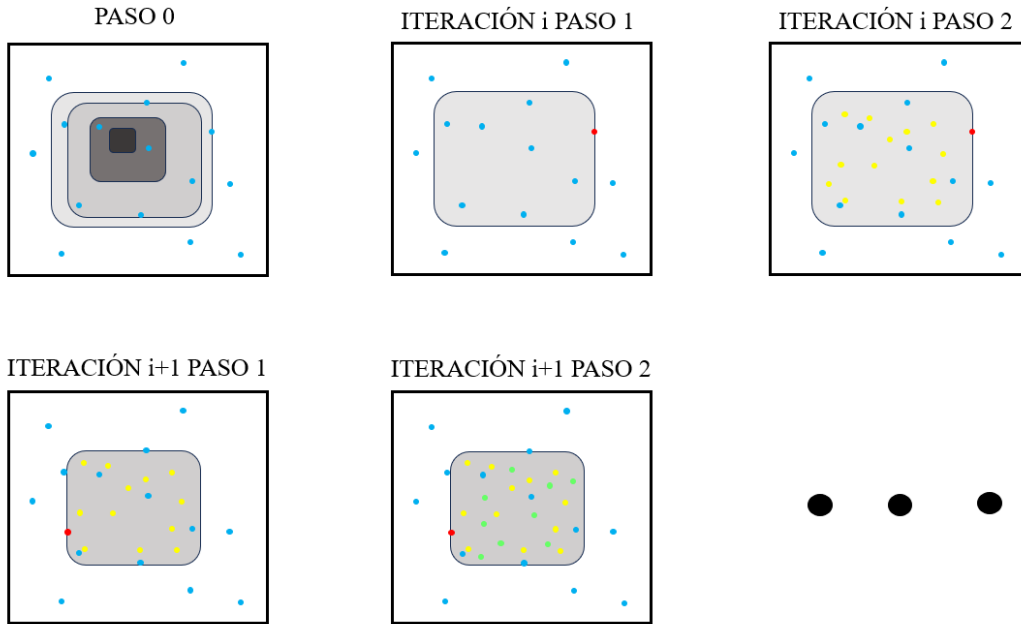 PASO 0
ITERACIÓN i PASO 1
ITERACIÓN i PASO 2
ITERACIÓN i+1 PASO 1
ITERACIÓN i+1 PASO 2